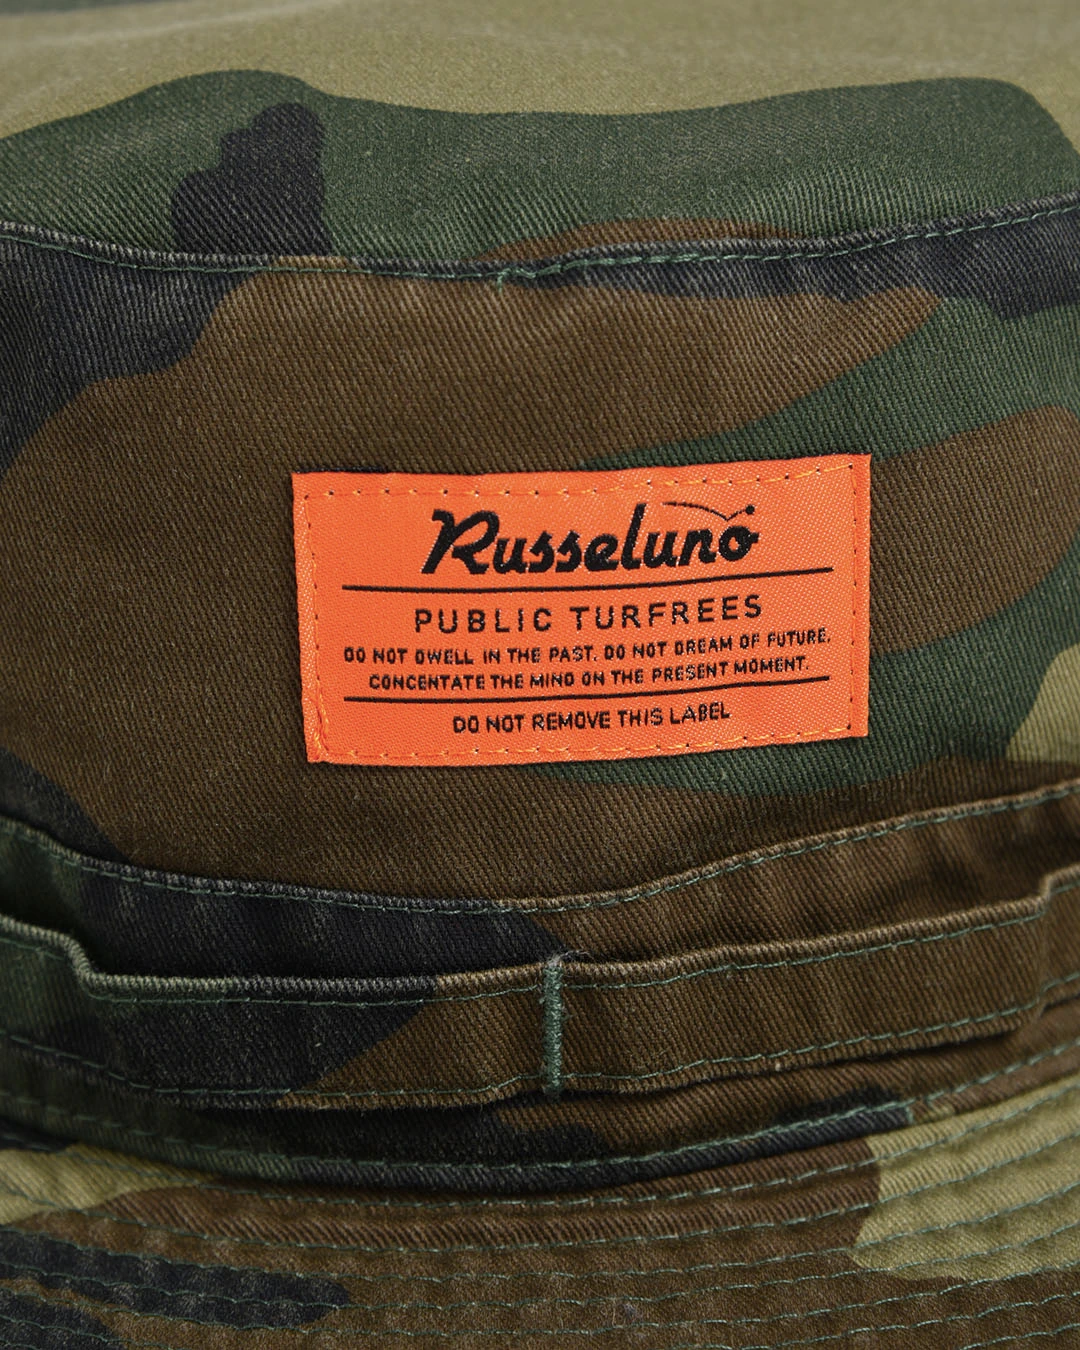 Russeluno
PUBLIC TURFREES
DO NOT DWELL IN THE PAST. DO NOT DREAM OF FUTURE.
CONCENTATE THE MIND ON THE PRESENT MOMENT.
DO NOT REMOVE THIS LABEL